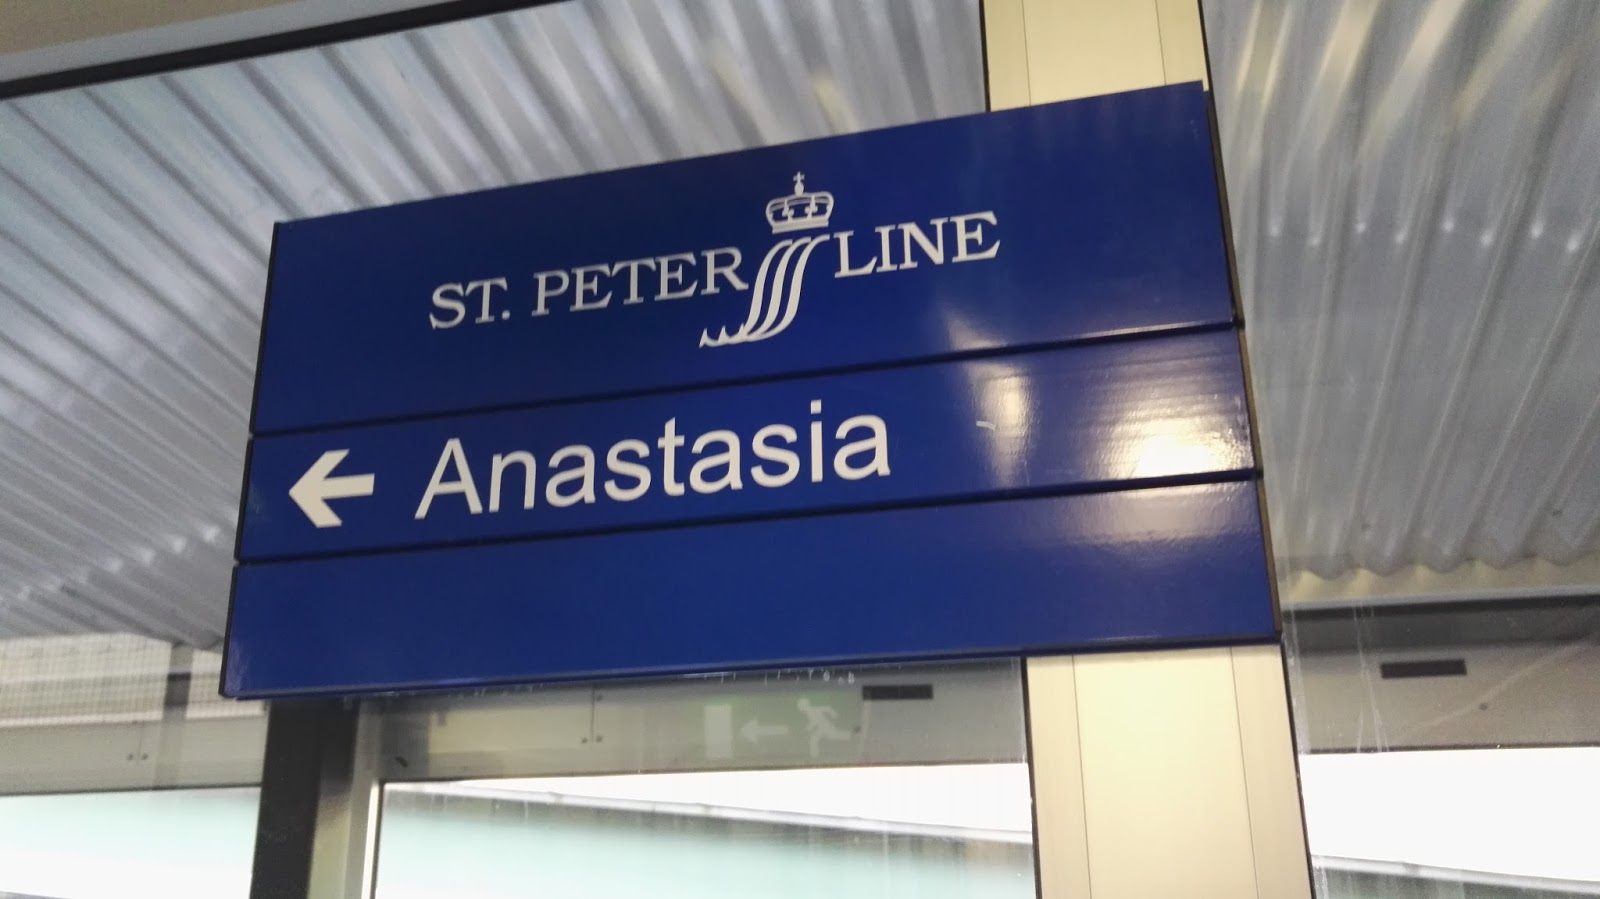 ST. PETER LINE
← Anastasia